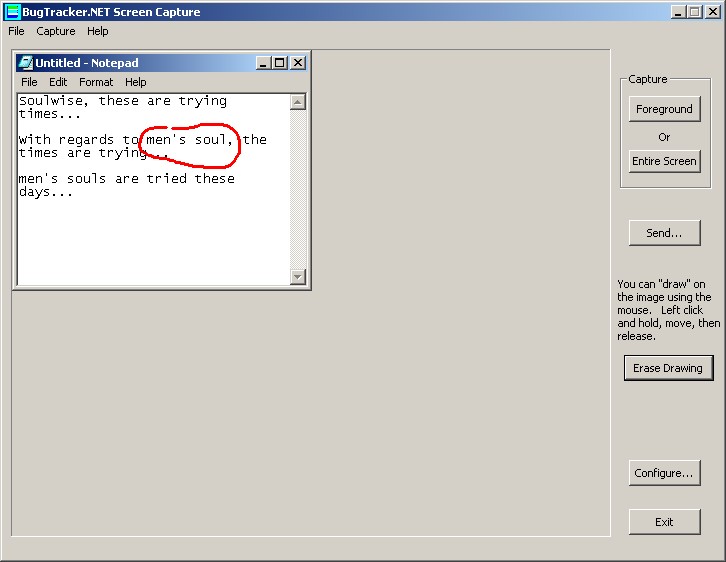 BugTracker.NET Screen Capture
File Capture Help
Untitled - Notepad
File Edit Format Help
Soulwise, these are trying
times...
With regards to men's soul, the
times are trying...
men's souls are tried these
days...
Capture
Foreground
Or
Entire Screen
Send...
You can "draw" on
the image using the
mouse. Left click
and hold, move, then
release.
Erase Drawing
Configure...
Exit